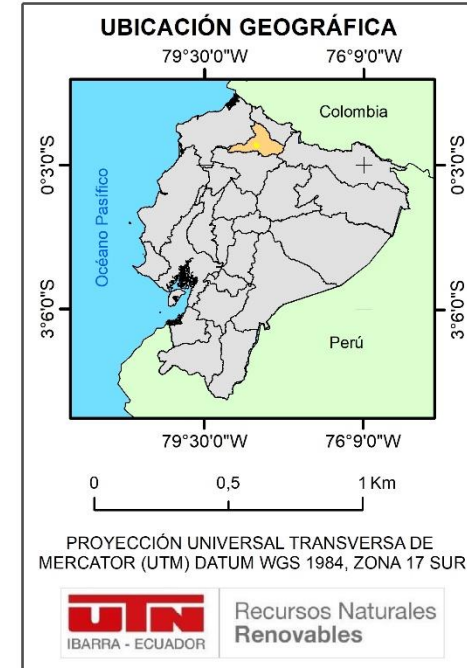 UBICACIÓN GEOGRÁFICA
79°30'0"W 76°9'0"W
Colombia
0°3'0"S 0°3'0"S
Océano Pasífico
3°6'0"S 3°6'0"S
Perú
79°30'0"W 76°9'0"W
0 0,5 1 Km
PROYECCIÓN UNIVERSAL TRANSVERSA DE
MERCATOR (UTM) DATUM WGS 1984, ZONA 17 SUR
UTN
IBARRA - ECUADOR
Recursos Naturales
Renovables